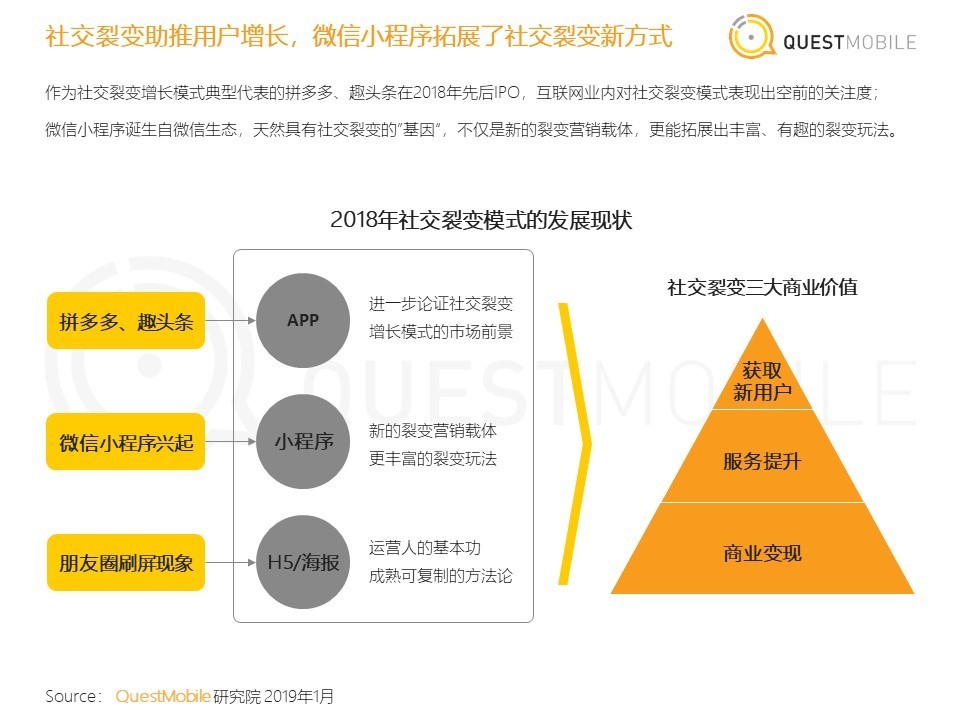 社交裂变助推用户增长，微信小程序拓展了社交裂变新方式
QUESTMOBILE
作为社交裂变增长模式典型代表的拼多多、趣头条在2018年先后IPO，互联网业内对社交裂变模式表现出空前的关注度；
微信小程序诞生自微信生态，天然具有社交裂变的”基因“，不仅是新的裂变营销载体，更能拓展出丰富、有趣的裂变玩法。
2018年社交裂变模式的发展现状
拼多多、趣头条
APP
进一步论证社交裂变
增长模式的市场前景
微信小程序兴起
小程序
新的裂变营销载体
更丰富的裂变玩法
朋友圈刷屏现象
H5/海报
运营人的基本功
成熟可复制的方法论
社交裂变三大商业价值
获取
新用户
服务提升
商业变现
QUESTMOBILE
Source： QuestMobile研究院 2019年1月